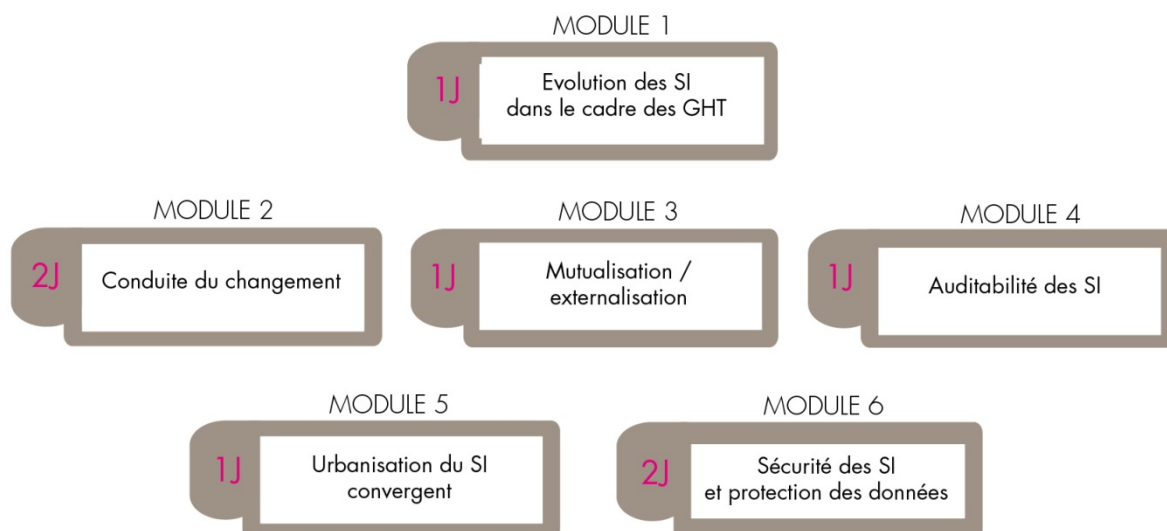 MODULE 1
1J
Evolution des SI
dans le cadre des GHT
MODULE 2
2J
Conduite du changement
MODULE 3
1J
Mutualisation /
externalisation
MODULE 4
1J
Auditabilité des SI
MODULE 5
1J
Urbanisation du SI
convergent
MODULE 6
2J
Sécurité des SI
et protection des données